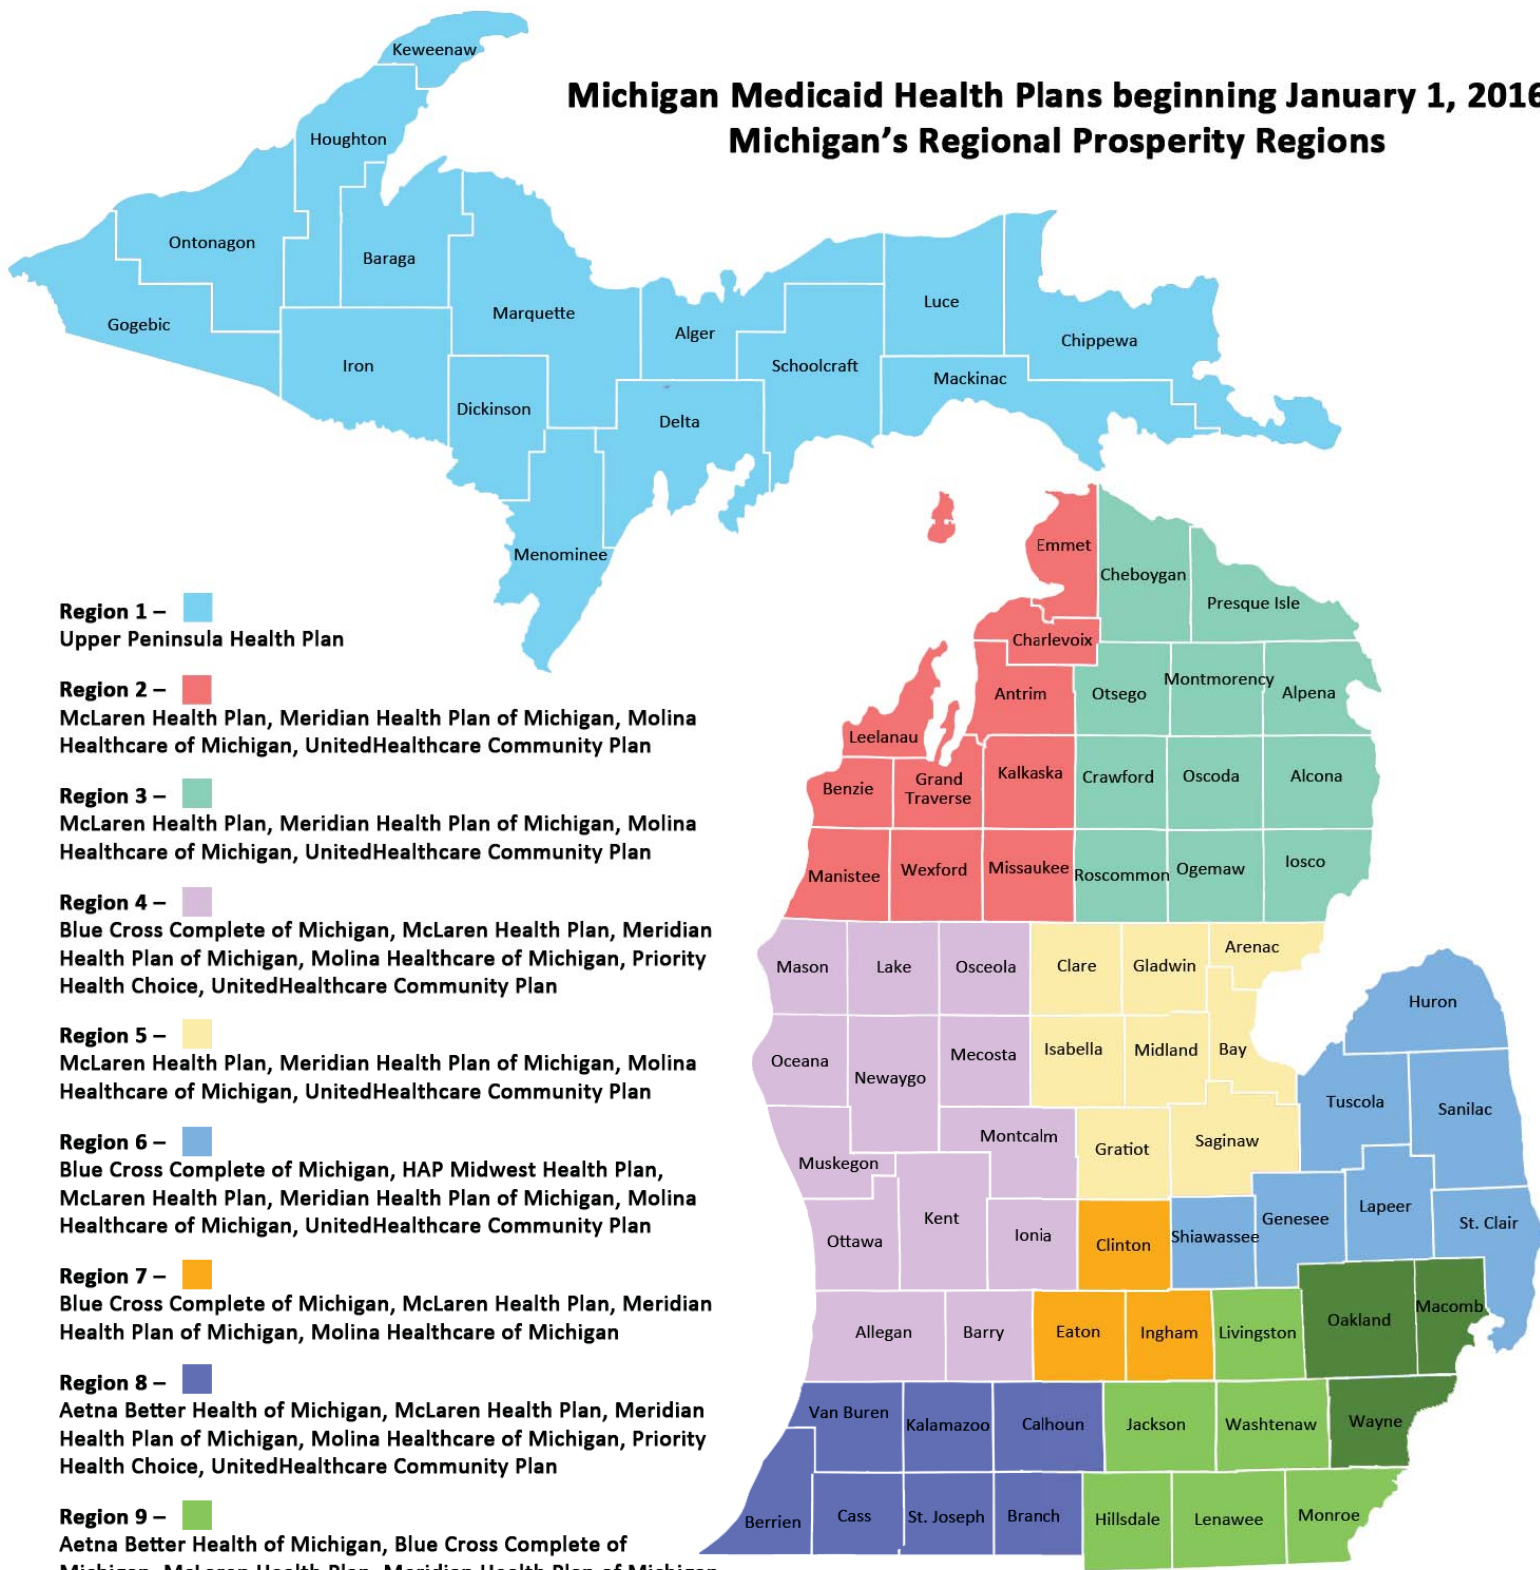 Michigan Medicaid Health Plans beginning January 1, 2016
Michigan's Regional Prosperity Regions
Keweenaw
Houghton
Ontonagon
Baraga
Gogebic
Marquette
Iron
Alger
Luce
Chippewa
Schoolcraft
Mackinac
Dickinson
Delta
Menominee
Emmet
Cheboygan
Presque Isle
Charlevoix
Antrim
Otsego
Montmorency
Alpena
Leelanau
Benzie
Grand
Traverse
Kalkaska
Crawford
Oscoda
Alcona
Manistee
Wexford
Missaukee
Roscommon
Ogemaw
Iosco
Mason
Lake
Osceola
Clare
Gladwin
Arenac
Huron
Oceana
Newaygo
Mecosta
Isabella
Midland
Bay
Tuscola
Sanilac
Muskegon
Montcalm
Gratiot
Saginaw
Ottawa
Kent
Ionia
Clinton
Shiawassee
Genesee
Lapeer
St. Clair
Allegan
Barry
Eaton
Ingham
Livingston
Oakland
Macomb
Van Buren
Kalamazoo
Calhoun
Jackson
Washtenaw
Wayne
Berrien
Cass
St. Joseph
Branch
Hillsdale
Lenawee
Monroe
Region 1 –
Upper Peninsula Health Plan
Region 2 –
McLaren Health Plan, Meridian Health Plan of Michigan, Molina
Healthcare of Michigan, UnitedHealthcare Community Plan
Region 3 –
McLaren Health Plan, Meridian Health Plan of Michigan, Molina
Healthcare of Michigan, UnitedHealthcare Community Plan
Region 4 –
Blue Cross Complete of Michigan, McLaren Health Plan, Meridian
Health Plan of Michigan, Molina Healthcare of Michigan, Priority
Health Choice, UnitedHealthcare Community Plan
Region 5 –
McLaren Health Plan, Meridian Health Plan of Michigan, Molina
Healthcare of Michigan, UnitedHealthcare Community Plan
Region 6 –
Blue Cross Complete of Michigan, HAP Midwest Health Plan,
McLaren Health Plan, Meridian Health Plan of Michigan, Molina
Healthcare of Michigan, UnitedHealthcare Community Plan
Region 7 –
Blue Cross Complete of Michigan, McLaren Health Plan, Meridian
Health Plan of Michigan, Molina Healthcare of Michigan
Region 8 –
Aetna Better Health of Michigan, McLaren Health Plan, Meridian
Health Plan of Michigan, Molina Healthcare of Michigan, Priority
Health Choice, UnitedHealthcare Community Plan
Region 9 –
Aetna Better Health of Michigan, Blue Cross Complete of
Michigan, McLaren Health Plan, Meridian Health Plan of Michigan